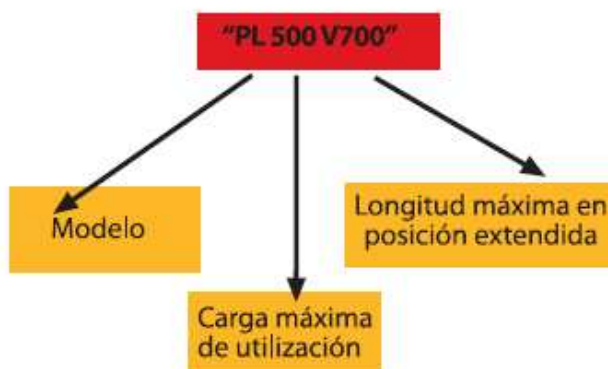 "PL 500 V700"
Modelo
Longitud máxima en
posición extendida
Carga máxima
de utilización